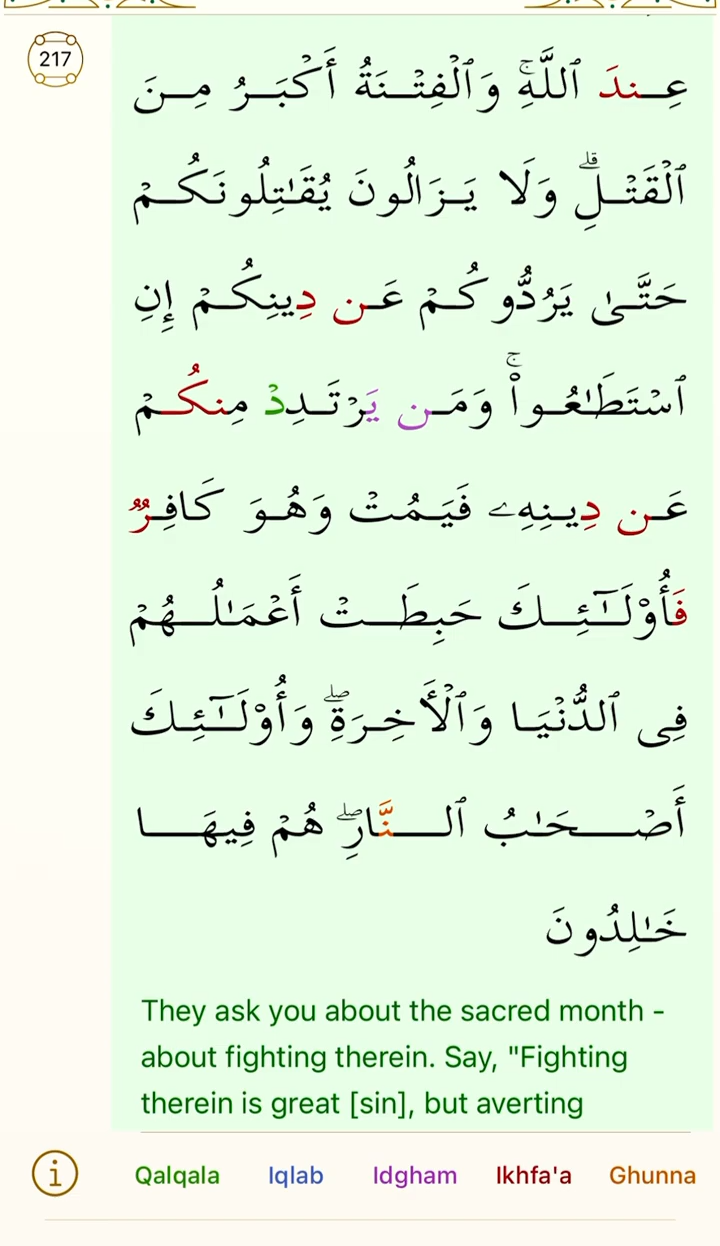 217
عِندَ ٱللَّهِۚ وَٱلْفِتْنَةُ أَكْبَرُ مِنَ
ٱلْقَتْلِۗ وَلَا يَزَالُونَ يُقَـٰتِلُونَكُمْ
حَتَّىٰ يَرُدُّوكُمْ عَن دِينِكُمْ إِنِ
ٱسْتَطَـٰعُوا۟ۚ وَمَن يَرْتَدِدْ مِنكُمْ
عَن دِينِهِۦ فَيَمُتْ وَهُوَ كَافِرٌ
فَأُو۟لَـٰٓئِكَ حَبِطَتْ أَعْمَـٰلُهُمْ
فِى ٱلدُّنْيَا وَٱلْـَٔاخِرَةِۖ وَأُو۟لَـٰٓئِكَ
أَصْحَـٰبُ ٱلنَّارِۖ هُمْ فِيهَا
خَـٰلِدُونَ
They ask you about the sacred month -
about fighting therein. Say, "Fighting
therein is great [sin], but averting
Qalqala Iqlab Idgham Ikhfa'a Ghunna